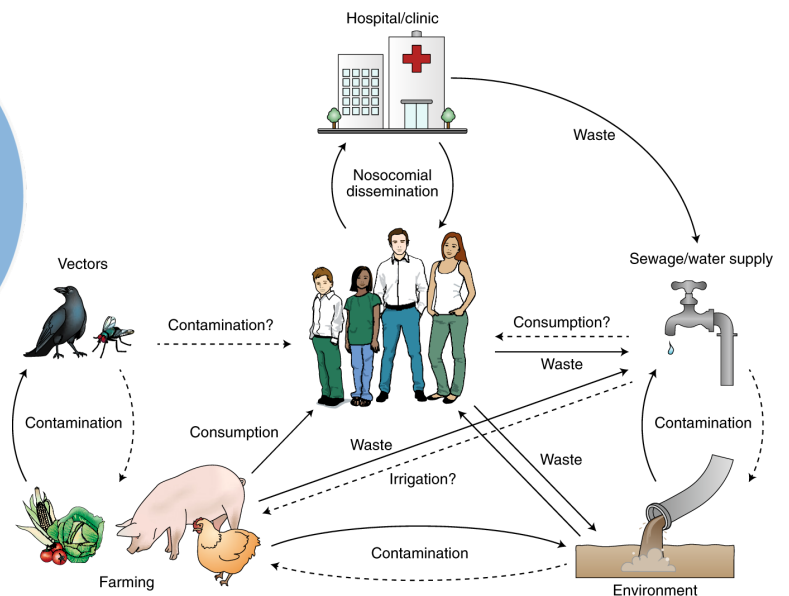 Hospital/clinic
Waste
Nosocomial
dissemination
Vectors
Sewage/water supply
Contamination?
Consumption?
Waste
Contamination
Consumption
Waste
Contamination
Irrigation?
Waste
Contamination
Farming
Environment